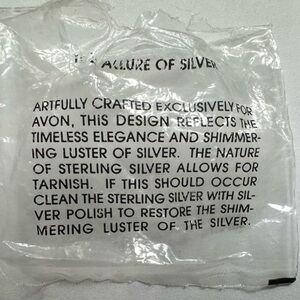 ALLURE OF SILVER
ARTFULLY CRAFTED EXCLUSIVELY FOR
AVON, THIS DESIGN REFLECTS THE
TIMELESS ELEGANCE AND SHIMMER-
ING LUSTER OF SILVER. THE NATURE
OF STERLING SILVER ALLOWS FOR
TARNISH. IF THIS SHOULD OCCUR
CLEAN THE STERLING SILVER WITH SIL-
VER POLISH TO RESTORE THE SHIM-
MERING LUSTER OF THE SILVER.